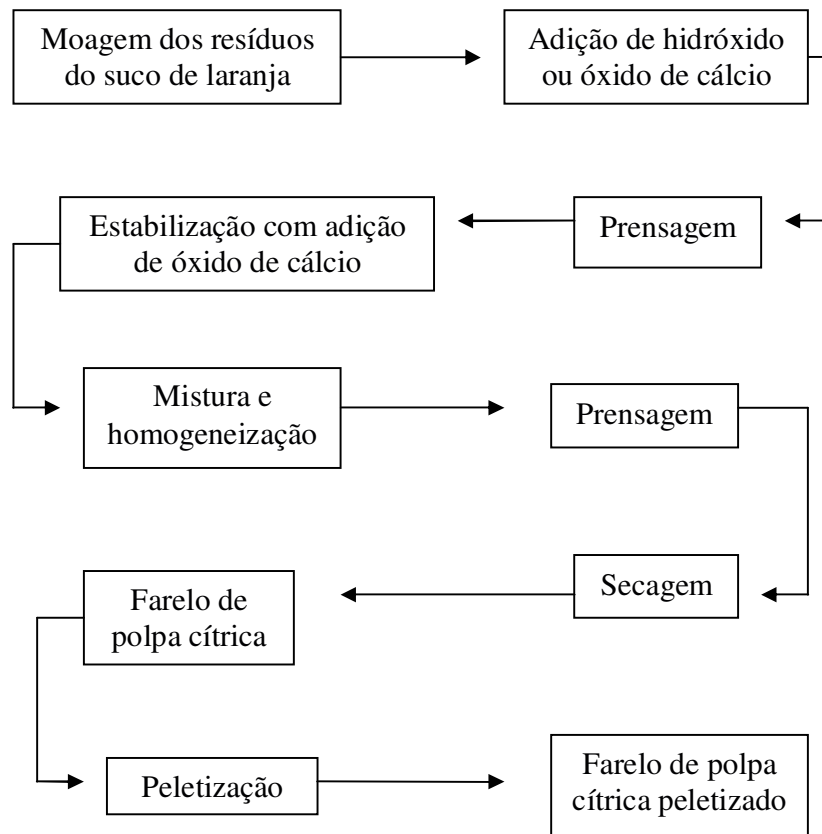 Moagem dos resíduos
do suco de laranja
Adição de hidróxido
ou óxido de cálcio
Prensagem
Estabilização com adição
de óxido de cálcio
Mistura e
homogeneização
Prensagem
Secagem
Farelo de
polpa cítrica
Peletização
Farelo de polpa
cítrica peletizado